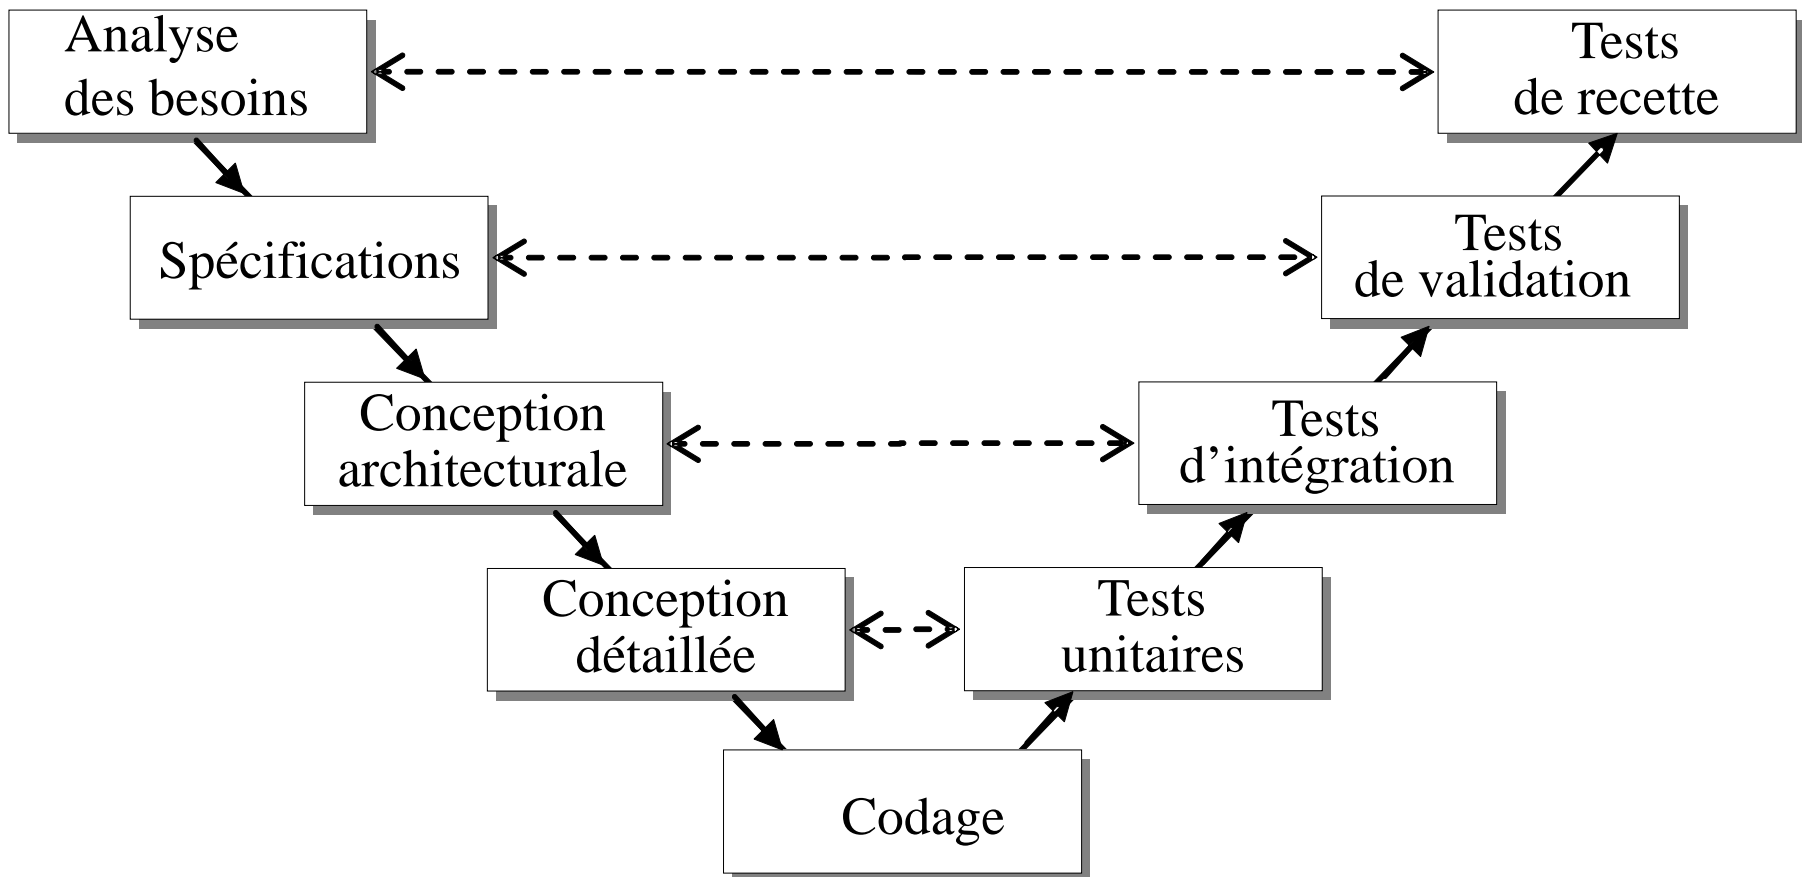 Analyse
des besoins
Tests
de recette
Spécifications
Tests
de validation
Conception
architecturale
Tests
d’intégration
Conception
détaillée
Tests
unitaires
Codage